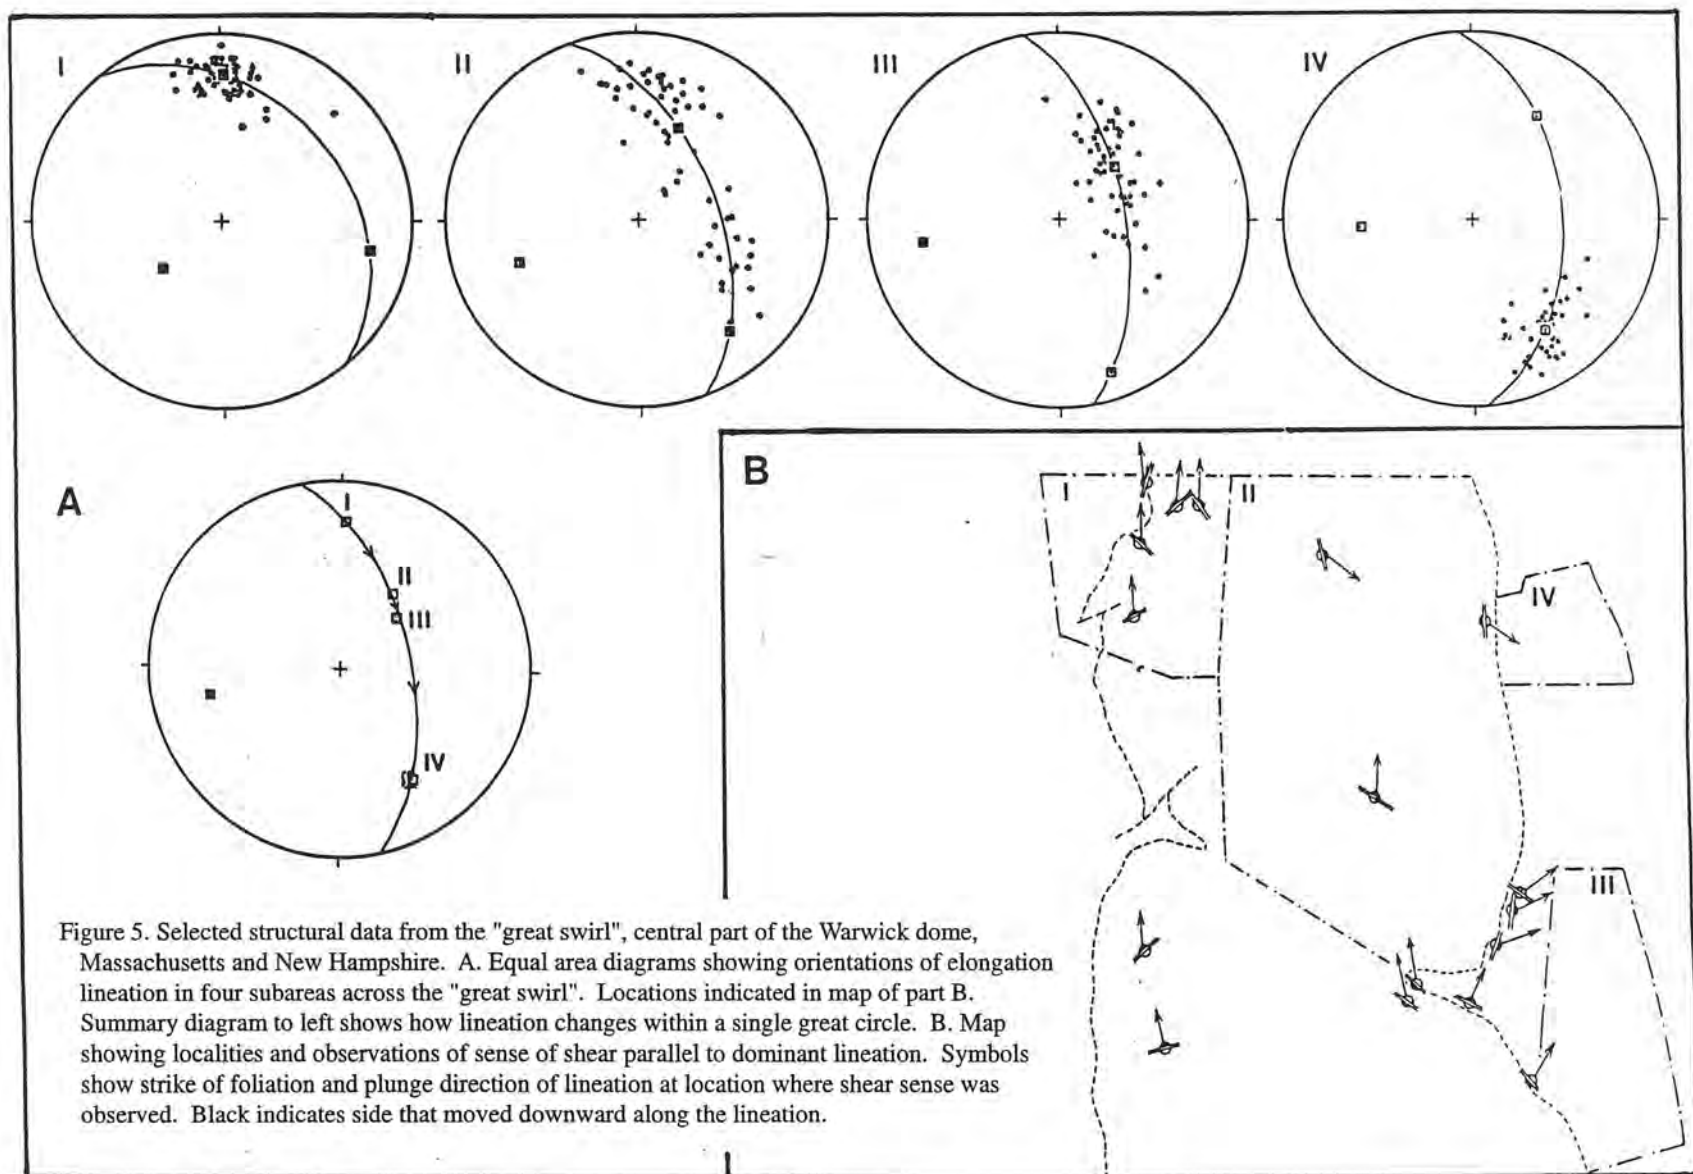 I
II
III
IV
A
I
II
III
IV
B
I
II
IV
III
Figure 5. Selected structural data from the "great swirl", central part of the Warwick dome,
Massachusetts and New Hampshire. A. Equal area diagrams showing orientations of elongation
lineation in four subareas across the "great swirl". Locations indicated in map of part B.
Summary diagram to left shows how lineation changes within a single great circle. B. Map
showing localities and observations of sense of shear parallel to dominant lineation. Symbols
show strike of foliation and plunge direction of lineation at location where shear sense was
observed. Black indicates side that moved downward along the lineation.